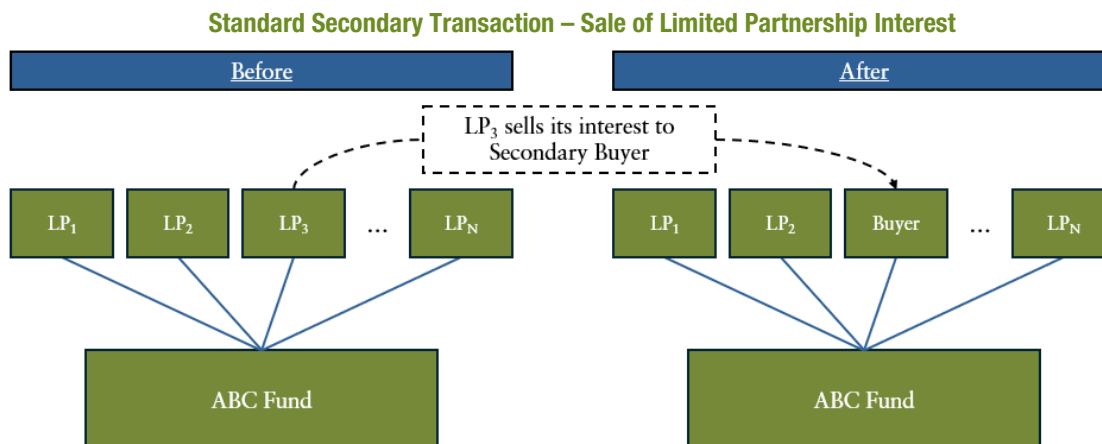 Standard Secondary Transaction – Sale of Limited Partnership Interest
Before
After
LP₃ sells its interest to
Secondary Buyer
LP₁
LP₂
LP₃
...
LPN
LP₁
LP₂
Buyer
...
LPN
ABC Fund
ABC Fund